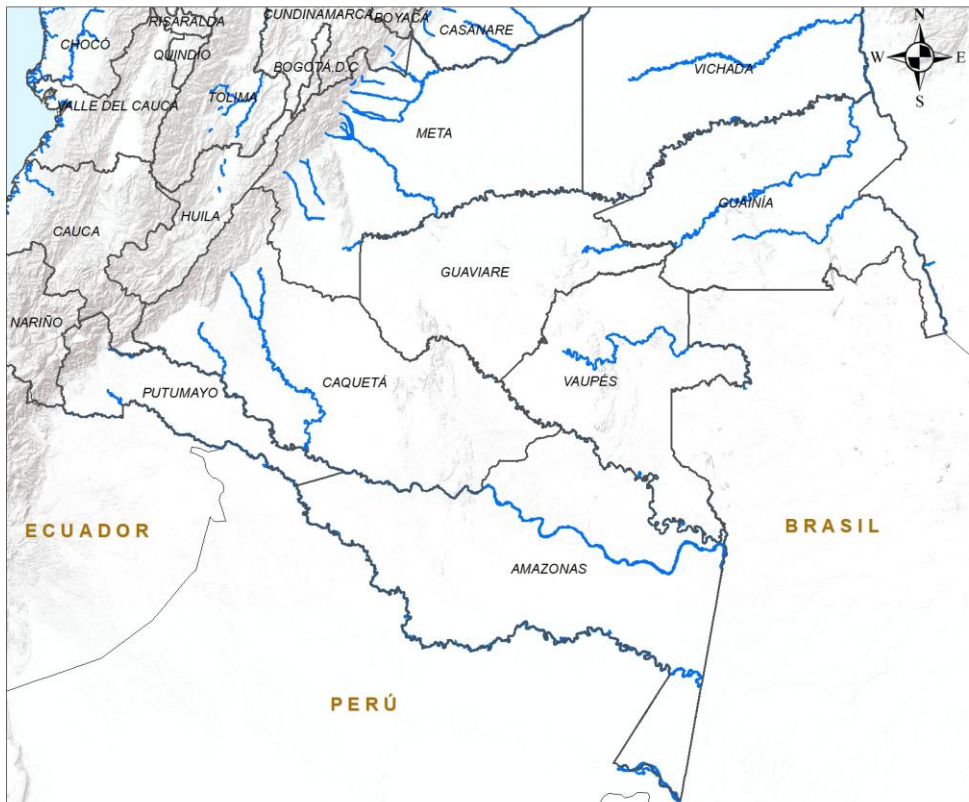 CUNDINAMARCA
BOYACÁ
N
RISARALDA
CASANARE
CHOCÓ
QUINDÍO
W
E
BOGOTÁ,D.C
VICHADA
S
VALLE DEL CAUCA
TOLIMA
META
GUAINÍA
HUILA
CAUCA
GUAVIARE
NARIÑO
VAUPÉS
CAQUETÁ
PUTUMAYO
ECUADOR
BRASIL
AMAZONAS
PERÚ